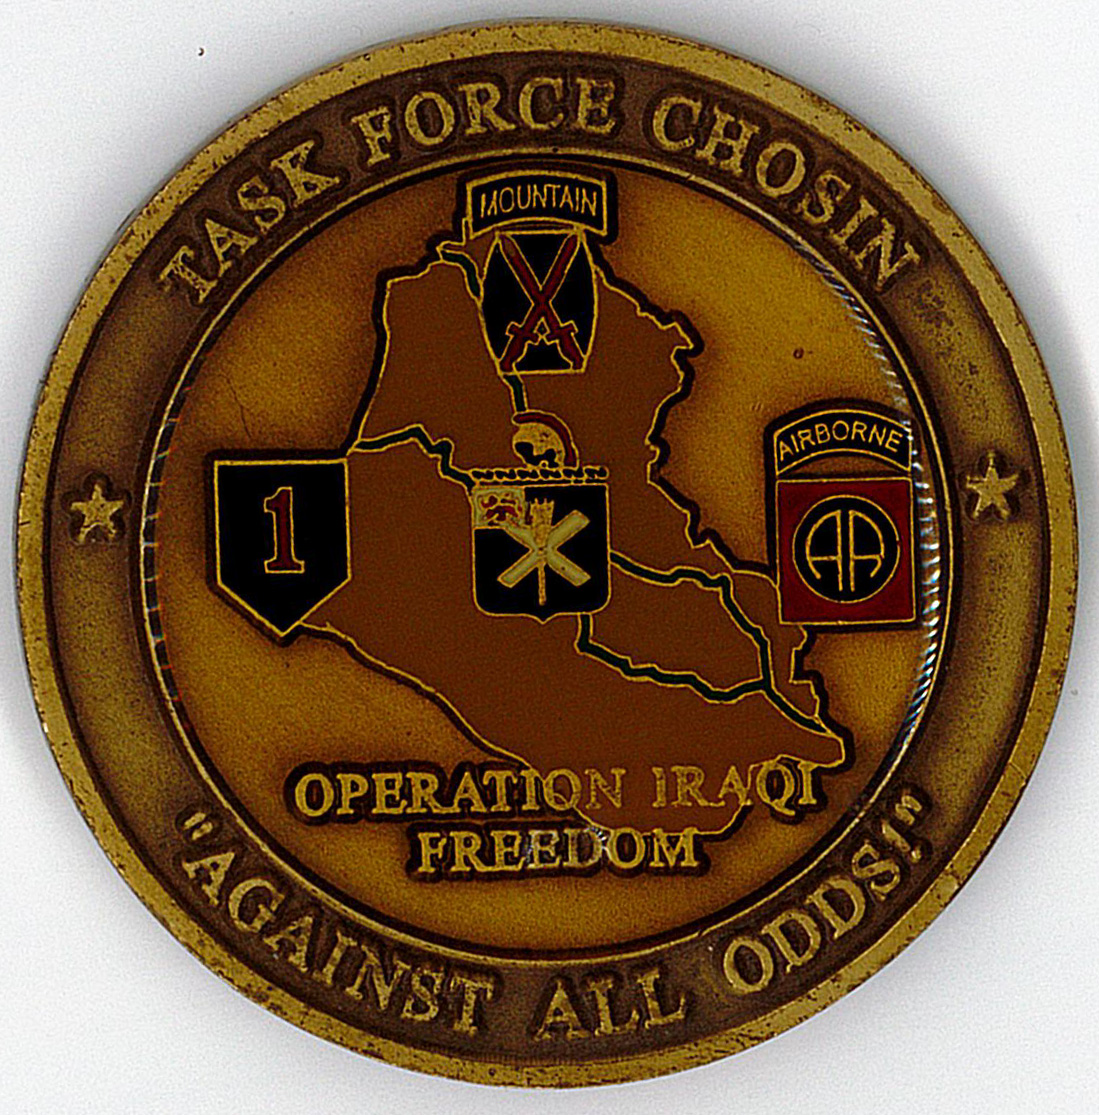 TASK FORCE CHOSIN
MOUNTAIN
1
AIRBORNE
AA
OPERATION IRAQI
FREEDOM
"AGAINST ALL ODDS!"